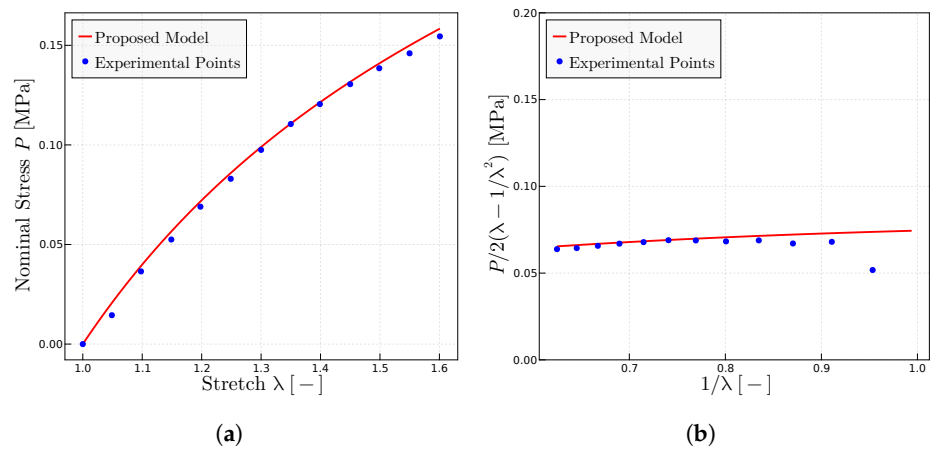 Proposed Model
Experimental Points
Nominal Stress P [MPa]
0.15
0.10
0.05
0.00
1.0 1.1 1.2 1.3 1.4 1.5 1.6
Stretch λ [ − ]
(a)
Proposed Model
Experimental Points
P/2(λ − 1/λ²) [MPa]
0.20
0.15
0.10
0.05
0.00
0.7 0.8 0.9 1.0
1/λ [ − ]
(b)